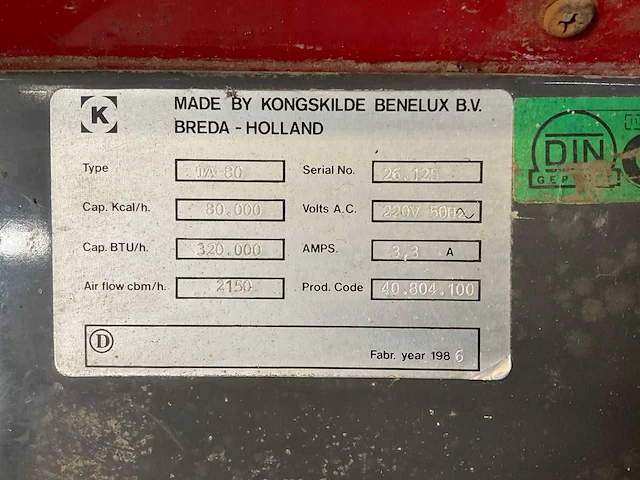 K
MADE BY KONGSKILDE BENELUX B.V.
BREDA - HOLLAND
Type VA 80 Serial No. 26.125
Cap. Kcal/h. 80.000 Volts A.C. 220V 50Hz
Cap. BTU/h. 320.000 AMPS. 3,3 A
Air flow cbm/h. 2150 Prod. Code 40.804.100
D
Fabr. year 1986
DIN